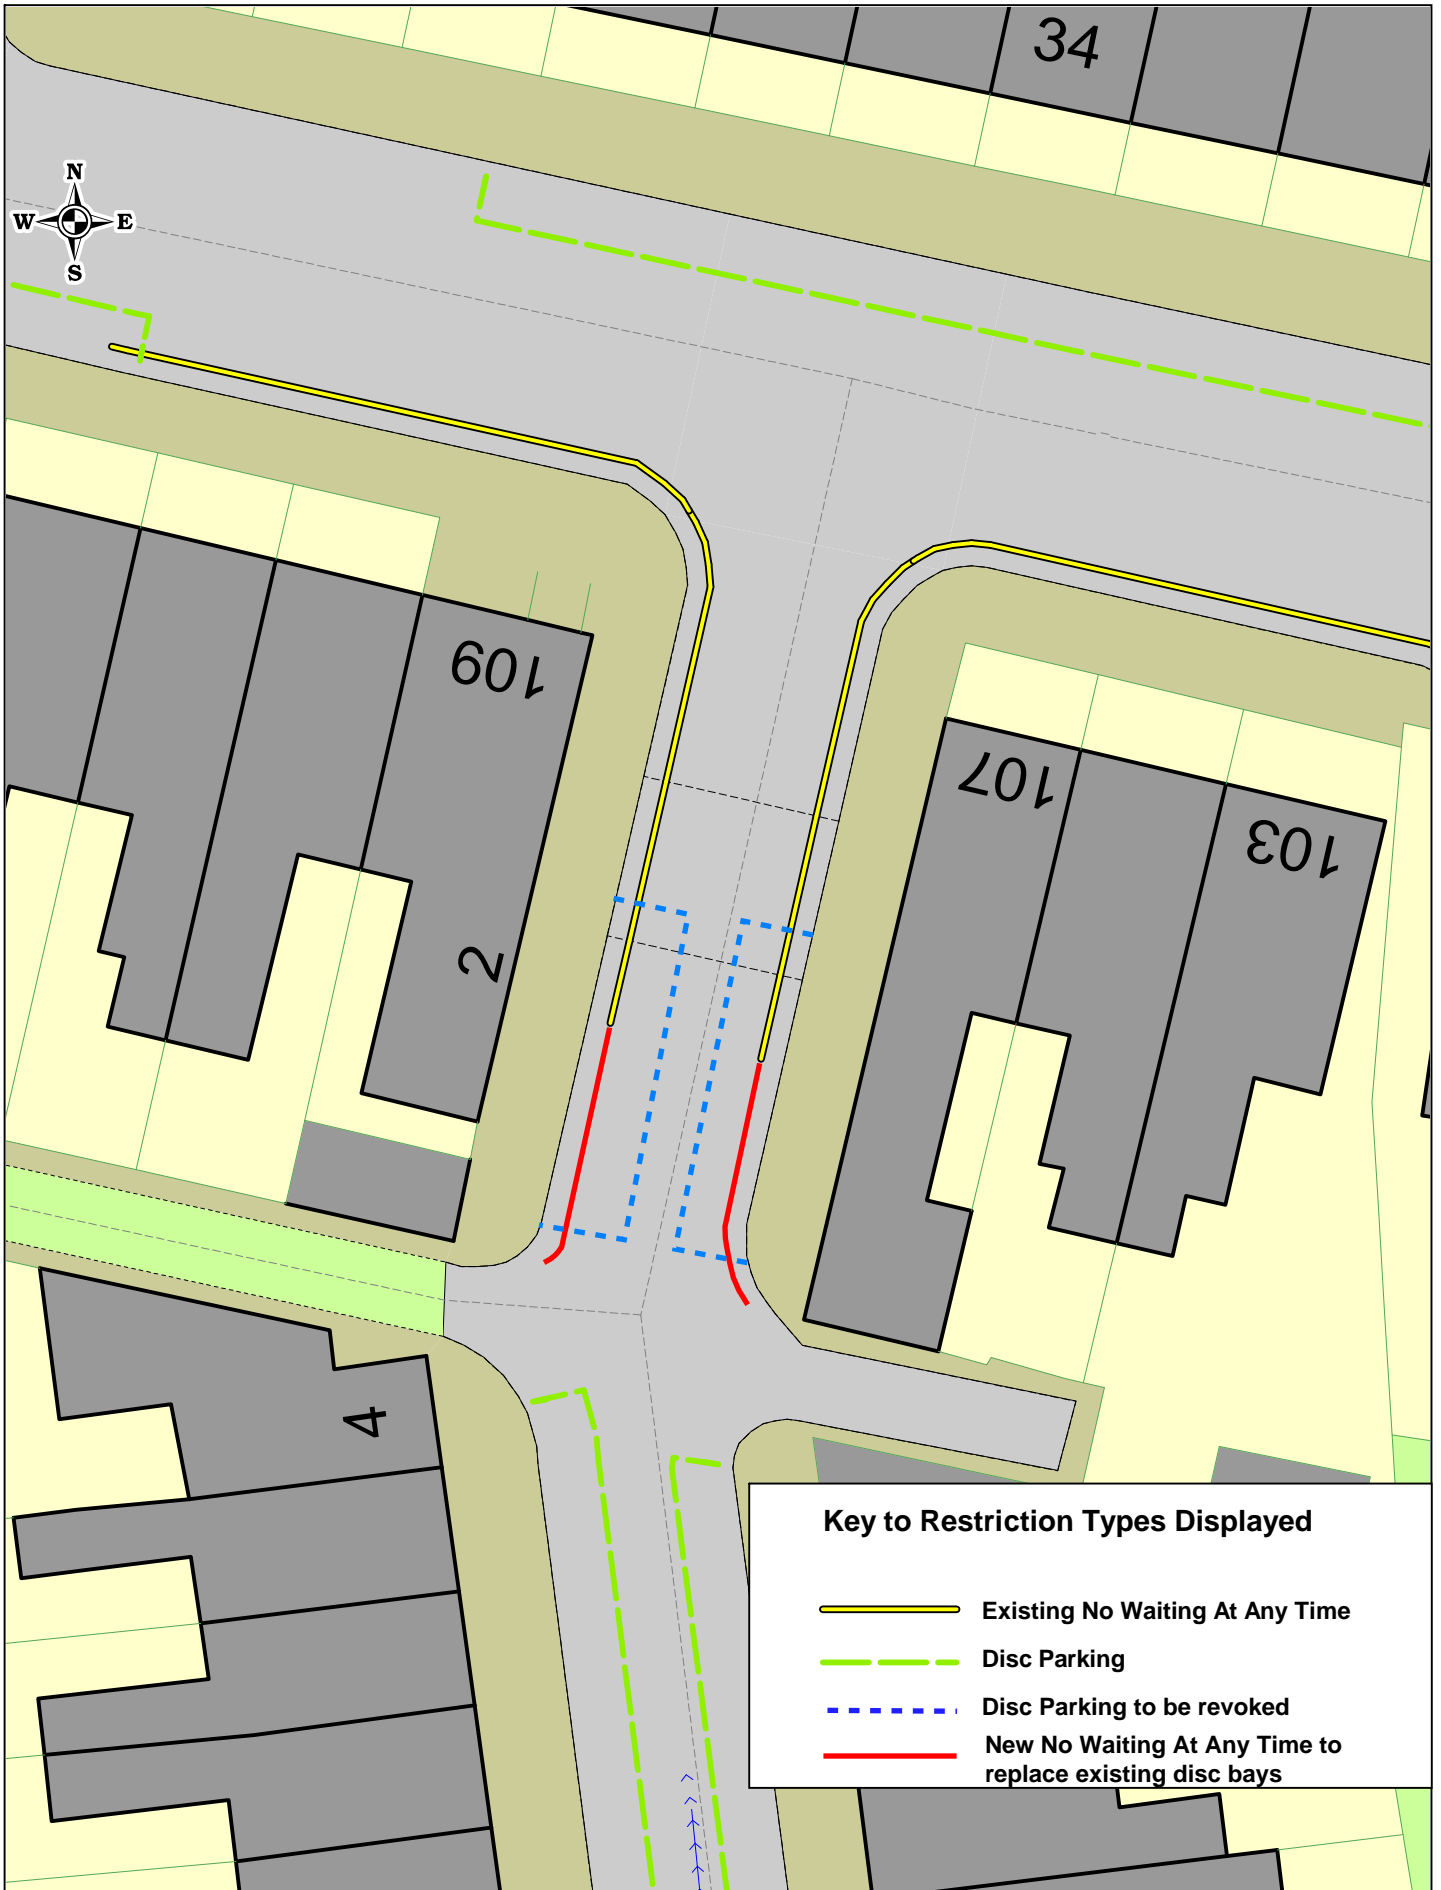 34
N
W E
S
109
107
103
2
4
Key to Restriction Types Displayed
Existing No Waiting At Any Time
Disc Parking
Disc Parking to be revoked
New No Waiting At Any Time to
replace existing disc bays